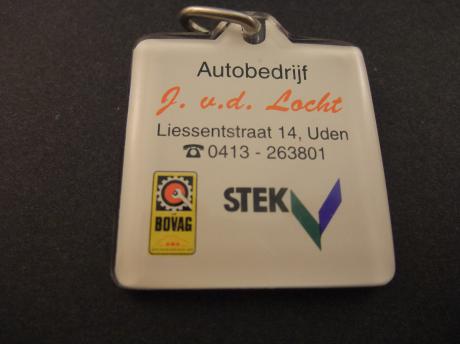 Autobedrijf
J. v.d. Locht
Liessentstraat 14, Uden
☎ 0413 - 263801
BOVAG
STEK